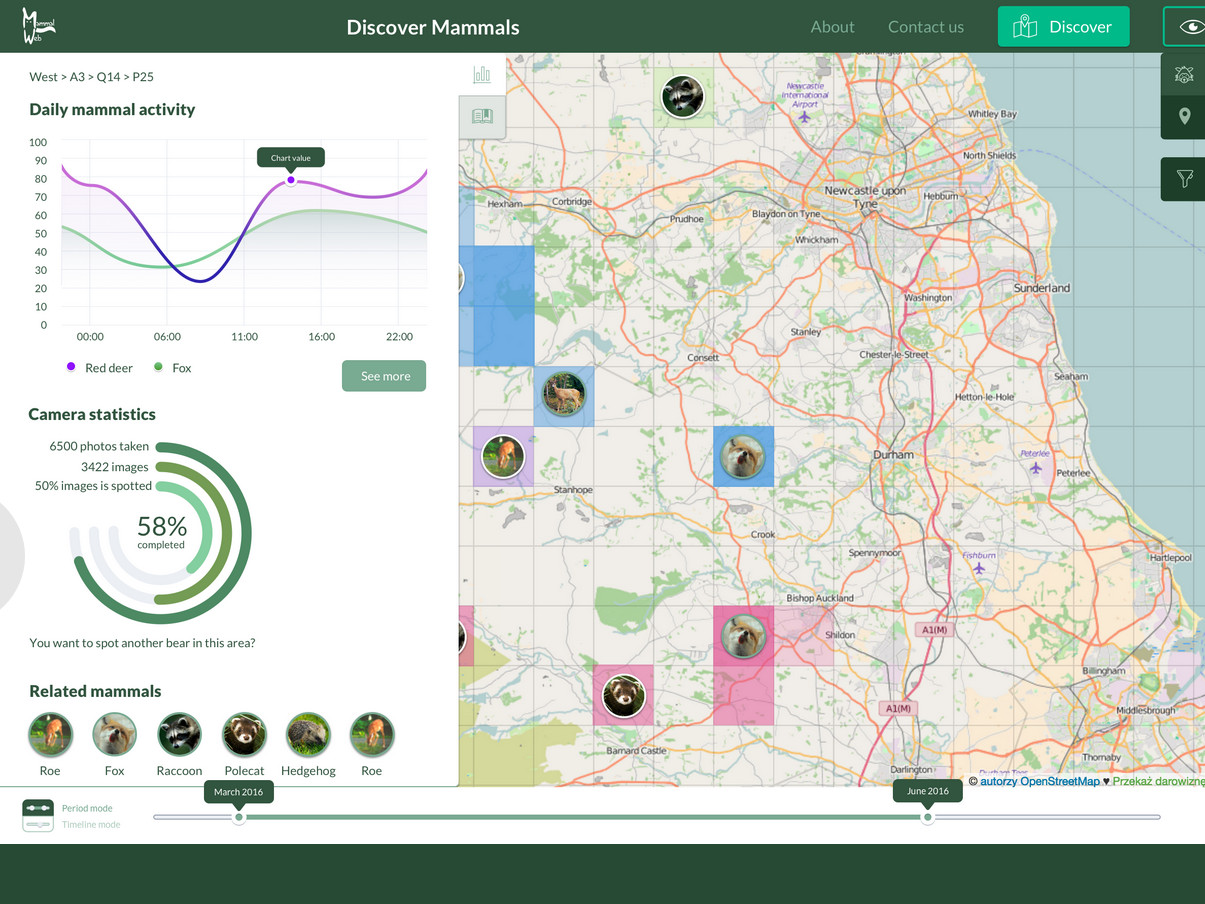 Mammal
Web
Discover Mammals
About
Contact us
Discover
West > A3 > Q14 > P25
Daily mammal activity
100
90
80
70
60
50
40
30
20
10
0
Chart value
00:00
06:00
11:00
16:00
22:00
Red deer
Fox
See more
Camera statistics
6500 photos taken
3422 images
50% images is spotted
58%
completed
You want to spot another bear in this area?
Related mammals
Roe
Fox
Raccoon
Polecat
Hedgehog
Roe
Newcastle
International
Airport
Whitley Bay
North Shields
Newcastle upon
Tyne
Hebburn
Hexham
Corbridge
Prudhoe
Blaydon on Tyne
Whickham
Sunderland
Washington
Stanley
Chester-le-Street
Consett
Seaham
Hetton-le-Hole
Durham
Peterlee
Peterlee
Stanhope
Crook
Spennymoor
Fishburn
Hartlepool
Bishop Auckland
Shildon
A1(M)
Billingham
A1(M)
Middlesbrough
Barnard Castle
Thornaby
Darlington
© autorzy OpenStreetMap ♥ Przekaż darowiznę
March 2016
June 2016
Period mode
Timeline mode